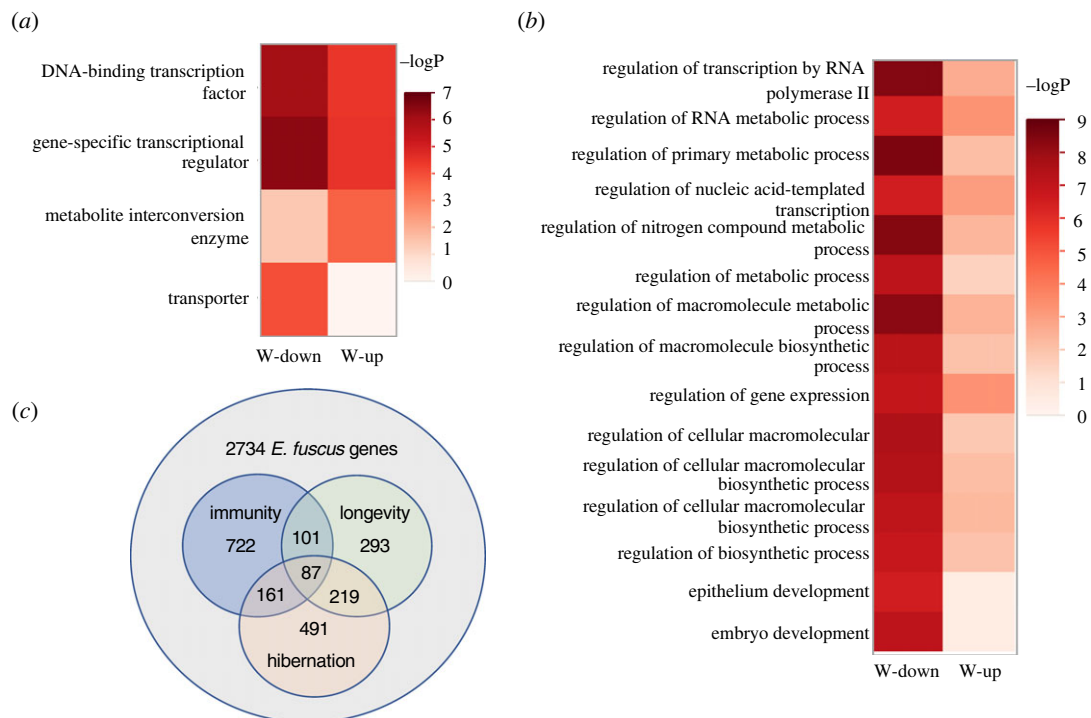 (a)
DNA-binding transcription
factor
gene-specific transcriptional
regulator
metabolite interconversion
enzyme
transporter
W-down W-up
–logP
7
6
5
4
3
2
1
0
(b)
regulation of transcription by RNA
polymerase II
regulation of RNA metabolic process
regulation of primary metabolic process
regulation of nucleic acid-templated
transcription
regulation of nitrogen compound metabolic
process
regulation of metabolic process
regulation of macromolecule metabolic
process
regulation of macromolecule biosynthetic
process
regulation of gene expression
regulation of cellular macromolecular
regulation of cellular macromolecular
biosynthetic process
regulation of cellular macromolecular
biosynthetic process
regulation of biosynthetic process
epithelium development
embryo development
W-down W-up
–logP
9
8
7
6
5
4
3
2
1
0
(c)
2734 E. fuscus genes
immunity
longevity
722
101
293
87
161
219
491
hibernation